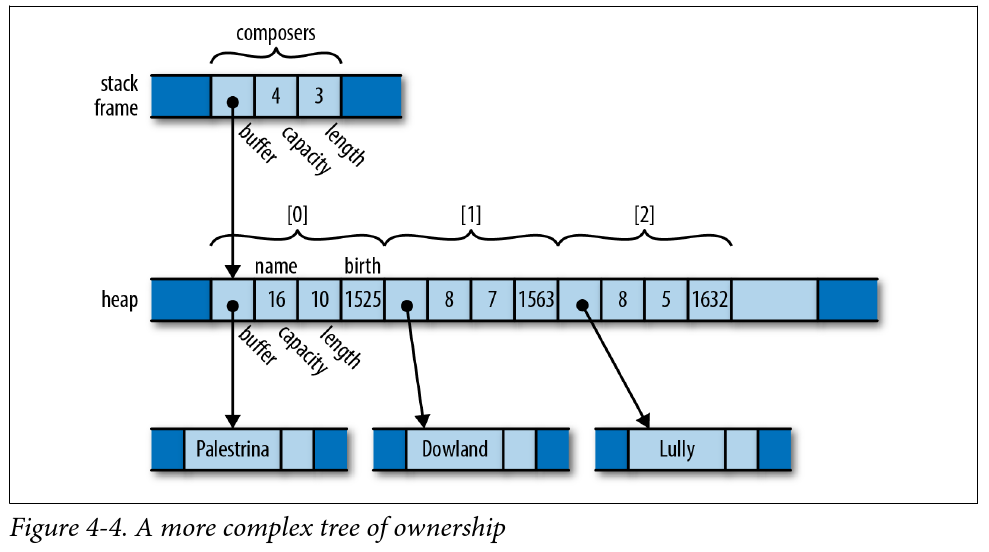 composers
stack
frame
4 3
buffer capacity length
[0] [1] [2]
name birth
heap
16 10 1525 8 7 1563 8 5 1632
buffer capacity length
Palestrina Dowland Lully
Figure 4-4. A more complex tree of ownership